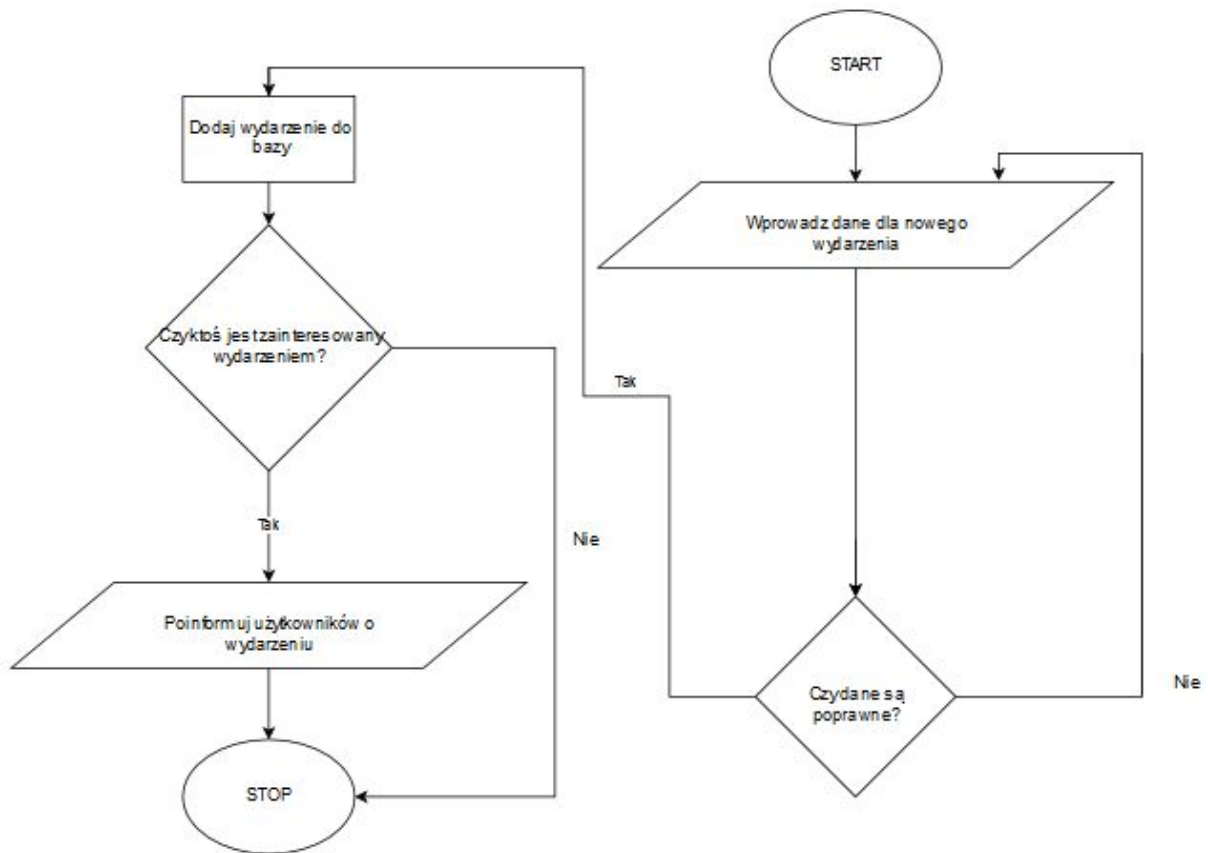 START
Wprowadz dane dla nowego
wydarzenia
Czy dane są
poprawne?
Nie
Tak
Dodaj wydarzenie do
bazy
Czy ktoś jest zainteresowany
wydarzeniem?
Tak
Nie
Poinformuj użytkowników o
wydarzeniu
STOP